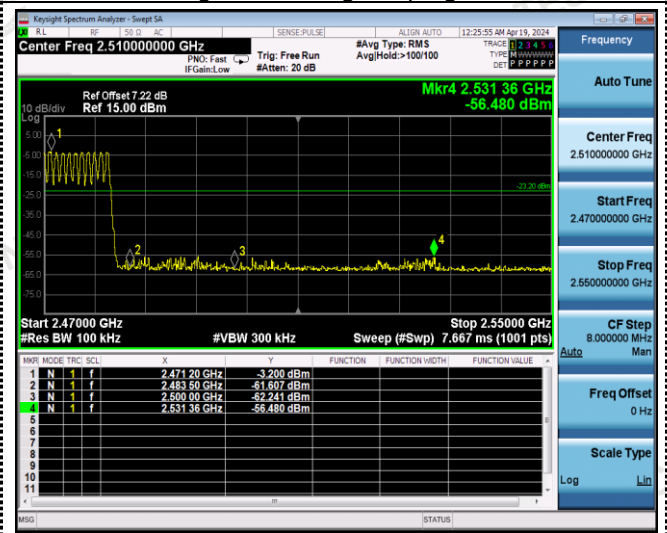 Keysight Spectrum Analyzer - Swept SA
RL RF 50 Ω AC SENSE:PULSE ALIGN AUTO 12:25:55 AM Apr 19, 2024
Center Freq 2.510000000 GHz #Avg Type: RMS TRACE 1 2 3 4 5 6
PNO: Fast Trig: Free Run Avg|Hold:>100/100 TYPE M WWWWW
IFGain:Low #Atten: 20 dB DET P P P P P P
Mkr4 2.531 36 GHz
Ref Offset 7.22 dB
10 dB/div Ref 15.00 dBm -56.480 dBm
Log
5.00
-5.00
-15.0
-25.0
-35.0
-45.0
-55.0
-65.0
-75.0
1
-23.20 dBm
2
3
4
Start 2.47000 GHz Stop 2.55000 GHz
#Res BW 100 kHz #VBW 300 kHz Sweep (#Swp) 7.667 ms (1001 pts)
MKR MODE TRC SCL X Y FUNCTION FUNCTION WIDTH FUNCTION VALUE
1 N 1 f 2.471 20 GHz -3.200 dBm
2 N 1 f 2.483 50 GHz -61.607 dBm
3 N 1 f 2.500 00 GHz -62.241 dBm
4 N 1 f 2.531 36 GHz -56.480 dBm
5
6
7
8
9
10
11
MSG STATUS
Frequency
Auto Tune
Center Freq
2.510000000 GHz
Start Freq
2.470000000 GHz
Stop Freq
2.550000000 GHz
CF Step
8.000000 MHz
Auto Man
Freq Offset
0 Hz
Scale Type
Log Lin